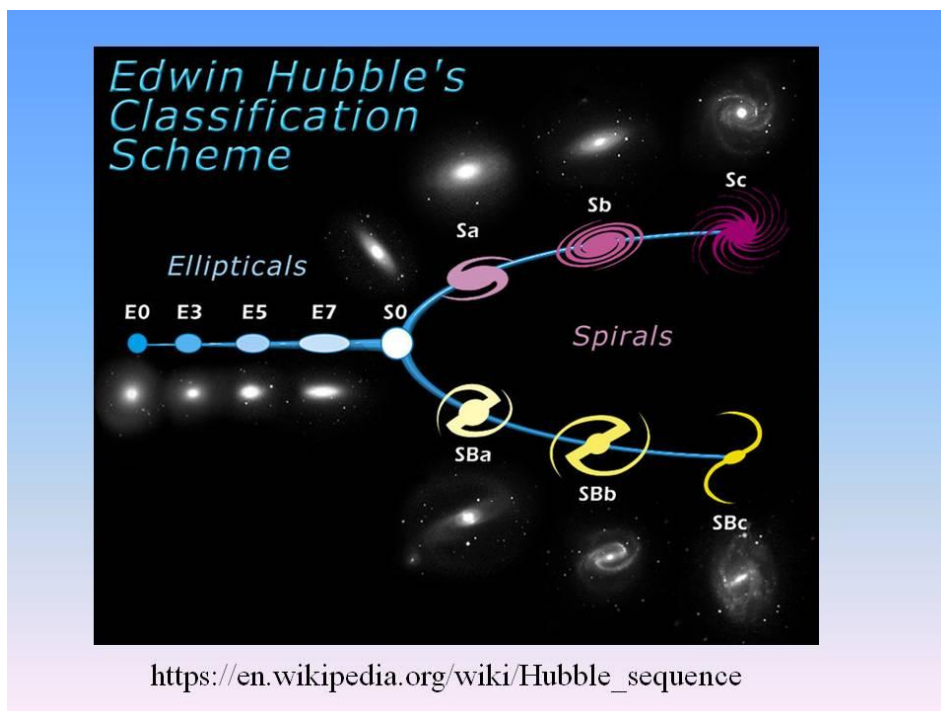 Edwin Hubble's
Classification
Scheme
Sc
Sb
Sa
Ellipticals
E0 E3 E5 E7 S0
Spirals
SBa
SBb
SBc
https://en.wikipedia.org/wiki/Hubble_sequence